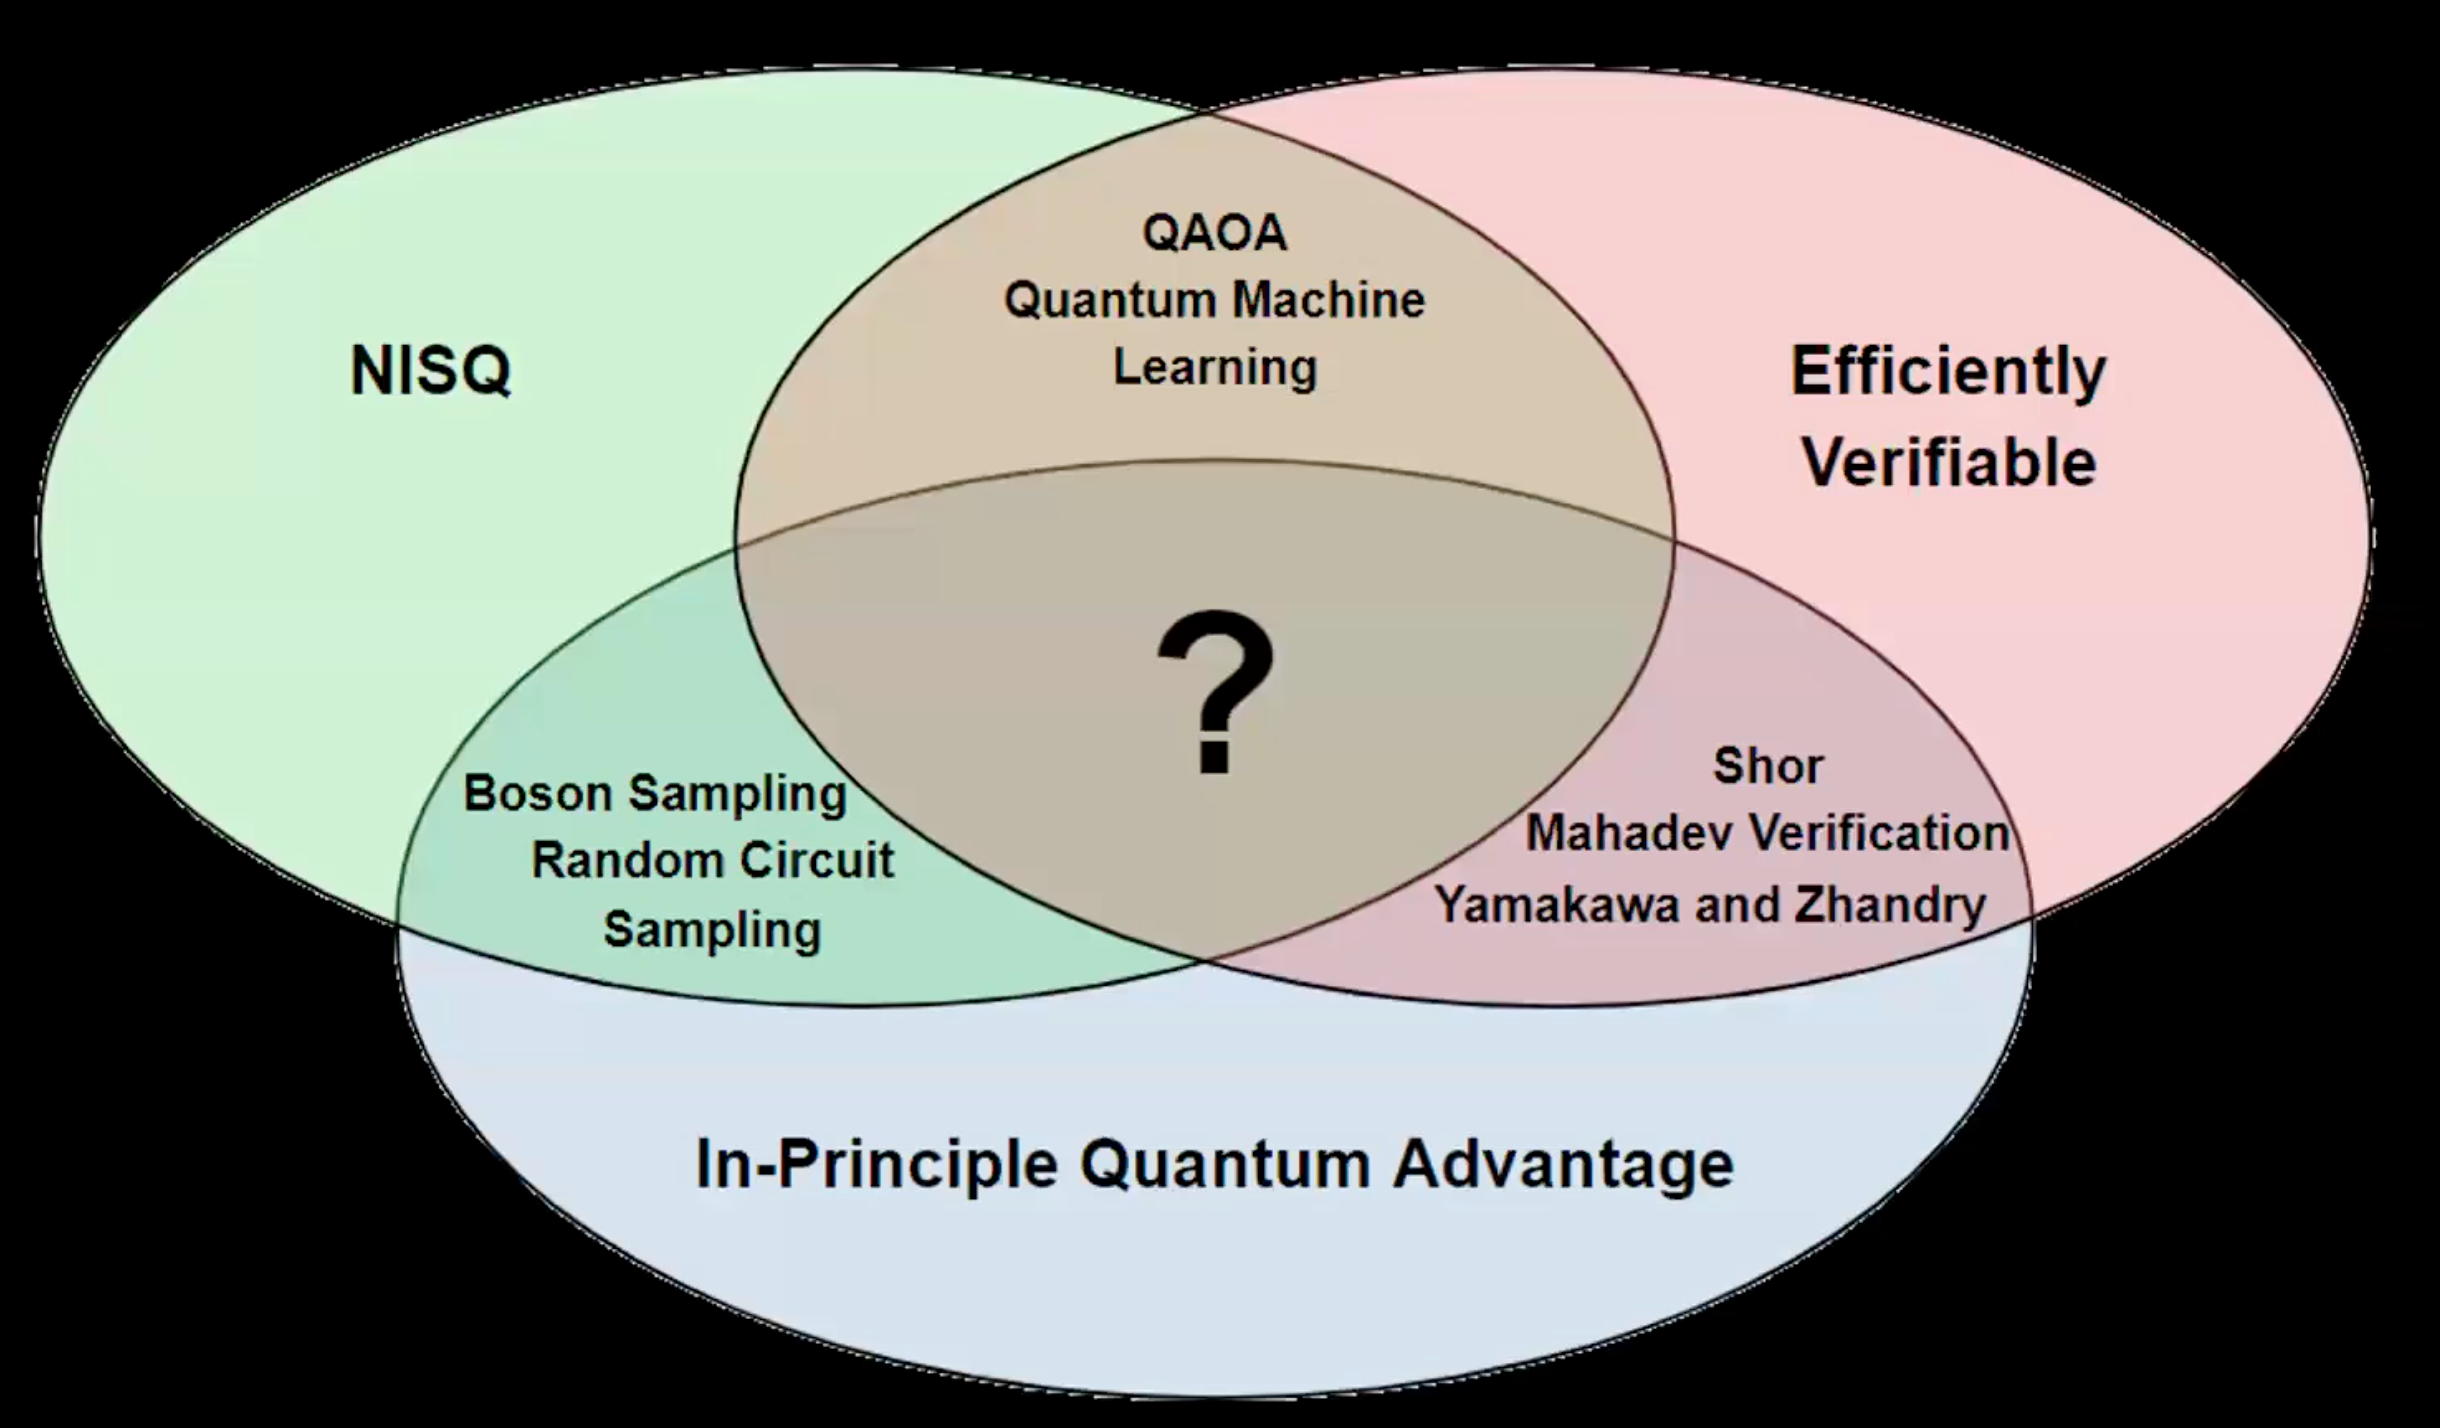 QAOA
Quantum Machine
Learning
NISQ
Efficiently
Verifiable
?
Boson Sampling
Random Circuit
Sampling
Shor
Mahadev Verification
Yamakawa and Zhandry
In-Principle Quantum Advantage